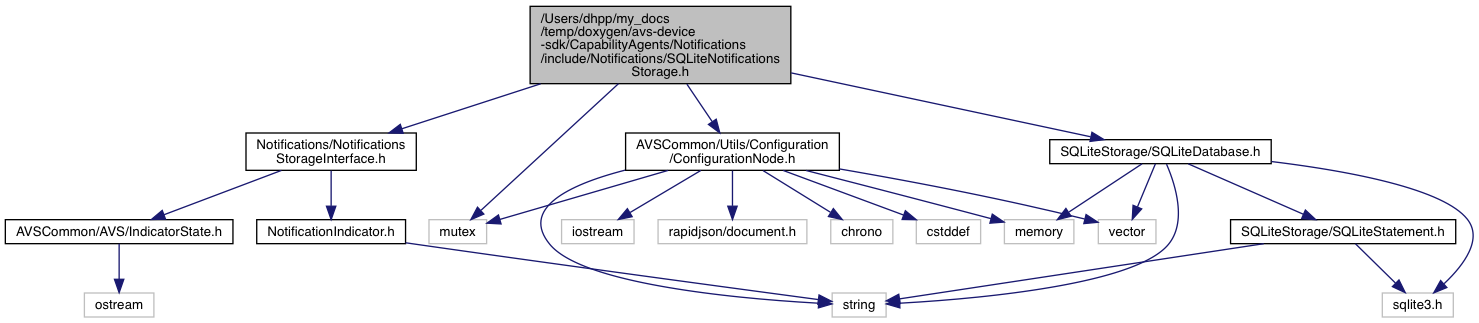 /Users/dhpp/my_docs
/temp/doxygen/avs-device
-sdk/CapabilityAgents/Notifications
/include/Notifications/SQLiteNotifications
Storage.h
Notifications/Notifications
StorageInterface.h
AVSCommon/Utils/Configuration
/ConfigurationNode.h
SQLiteStorage/SQLiteDatabase.h
AVSCommon/AVS/IndicatorState.h
NotificationIndicator.h
mutex
iostream
rapidjson/document.h
chrono
cstddef
memory
vector
SQLiteStorage/SQLiteStatement.h
ostream
string
sqlite3.h